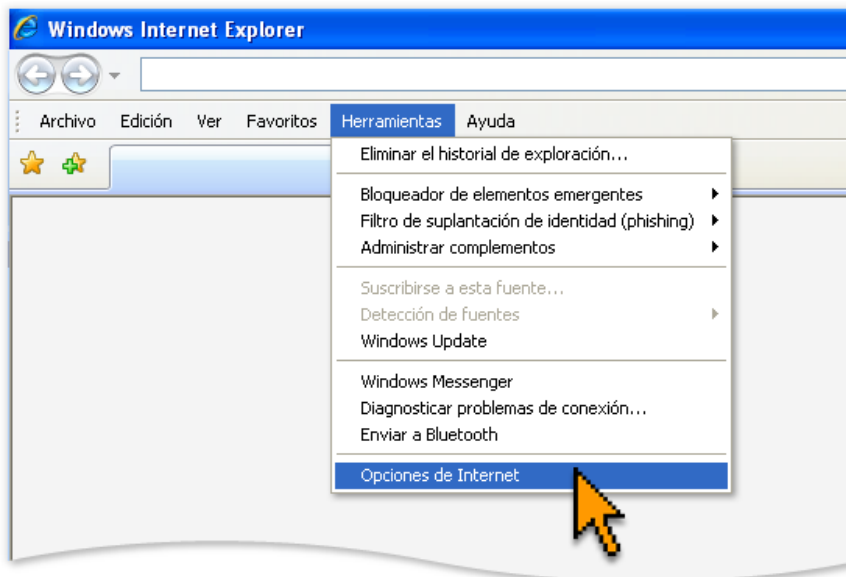 Windows Internet Explorer
Archivo Edición Ver Favoritos Herramientas Ayuda
Eliminar el historial de exploración...
Bloqueador de elementos emergentes
Filtro de suplantación de identidad (phishing)
Administrar complementos
Suscribirse a esta fuente...
Detección de fuentes
Windows Update
Windows Messenger
Diagnosticar problemas de conexión...
Enviar a Bluetooth
Opciones de Internet